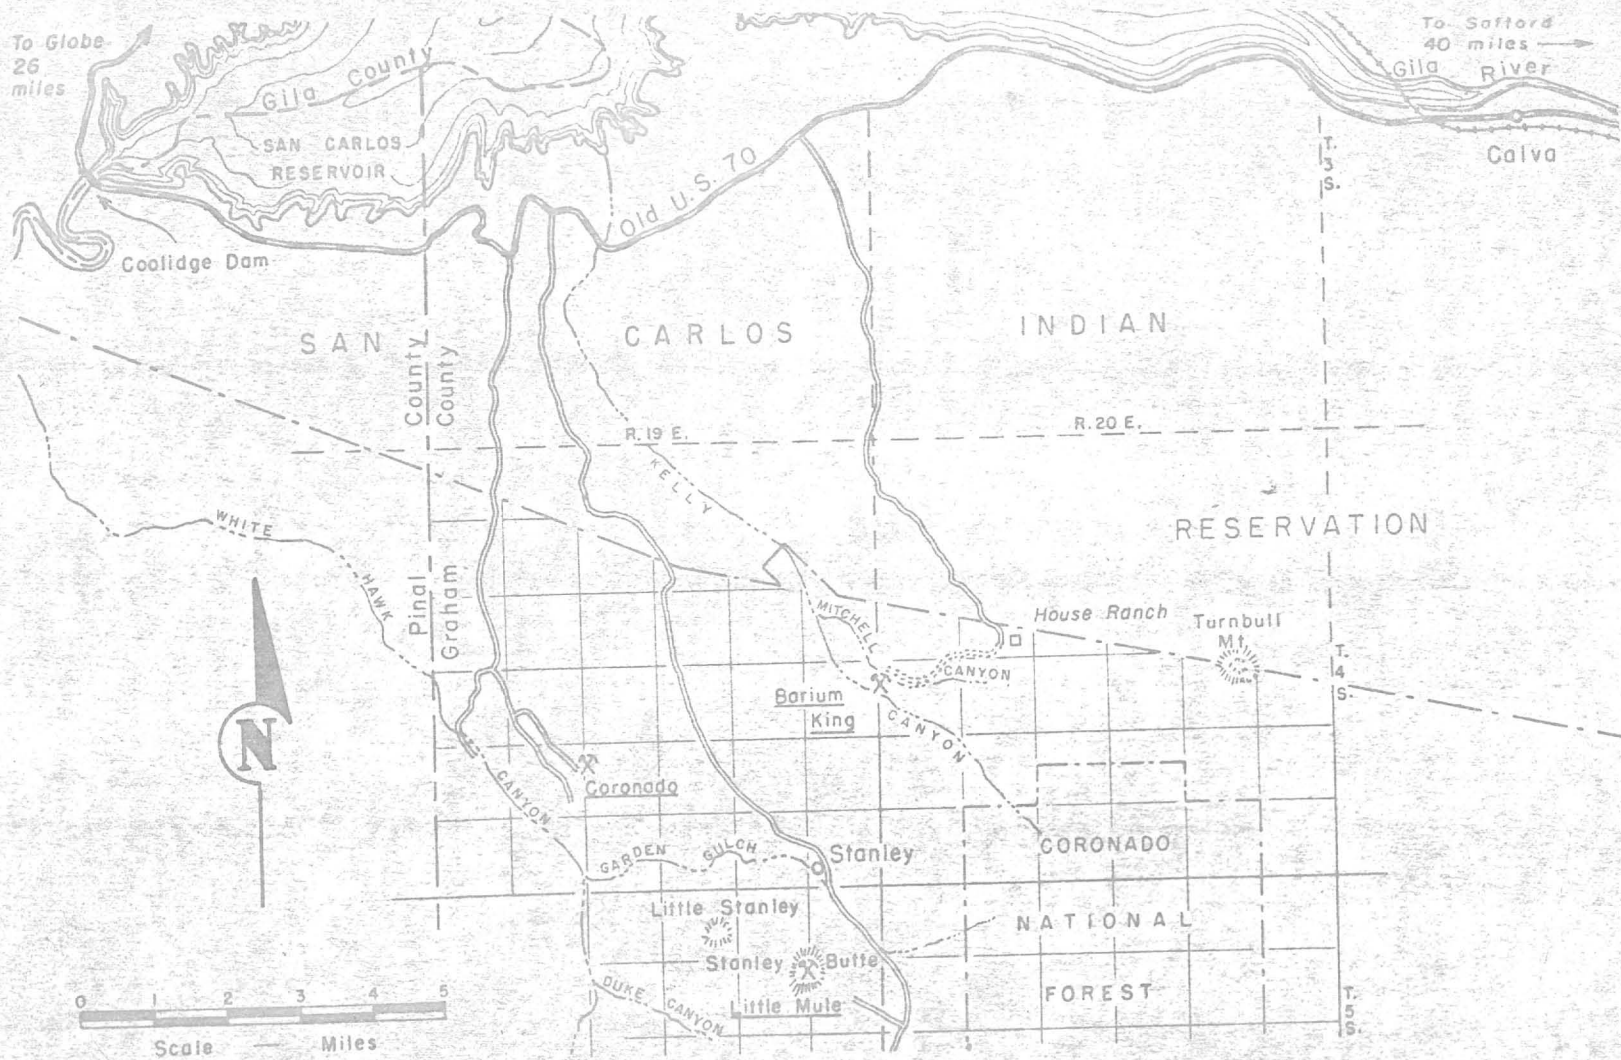 To Globe
26
miles
To Safford
40 miles
Gila River
Calva
Gila County
SAN CARLOS
RESERVOIR
Old U.S. 70
Coolidge Dam
T.
3
S.
SAN CARLOS INDIAN
RESERVATION
County
County
Pinal
Graham
R. 19 E.
R. 20 E.
KELLY
CANYON
WHITE
HAWK
CANYON
MITCHELL
CANYON
House Ranch
Turnbull
Mt.
T.
4
S.
Barium
King
N
Coronado
GARDEN GULCH
Stanley
CORONADO
NATIONAL
FOREST
Little Stanley
Stanley Butte
Little Mule
DUKE CANYON
T.
5
S.
0 1 2 3 4 5
Scale — Miles